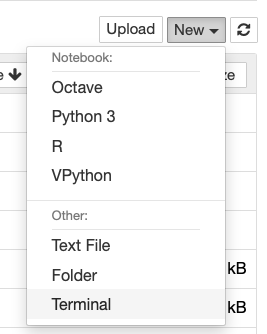 Upload New
e ze
Notebook:
Octave
Python 3
R
VPython
Other:
Text File
Folder
kB
Terminal
kB